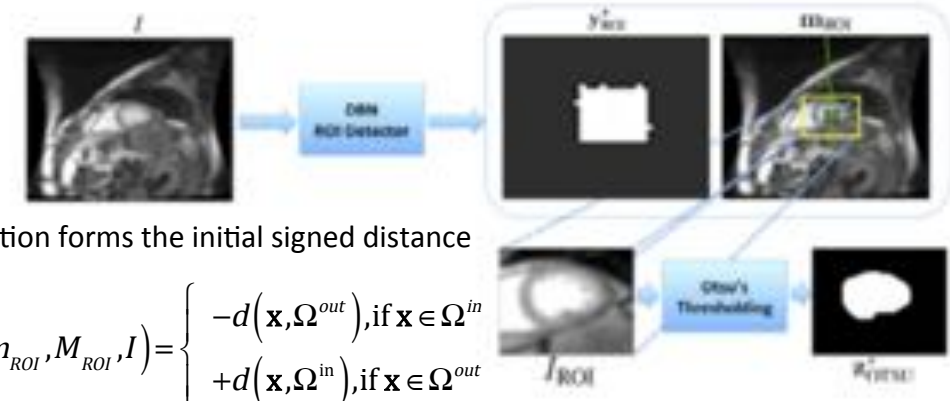 I
y*ROI
mROI
DBN
ROI Detector
tion forms the initial signed distance
n_ROI , M_ROI , I ) = { −d(x,Ω^out), if x ∈ Ω^in
+d(x,Ω^in), if x ∈ Ω^out
Otsu's
Thresholding
I_ROI
z*OTSU